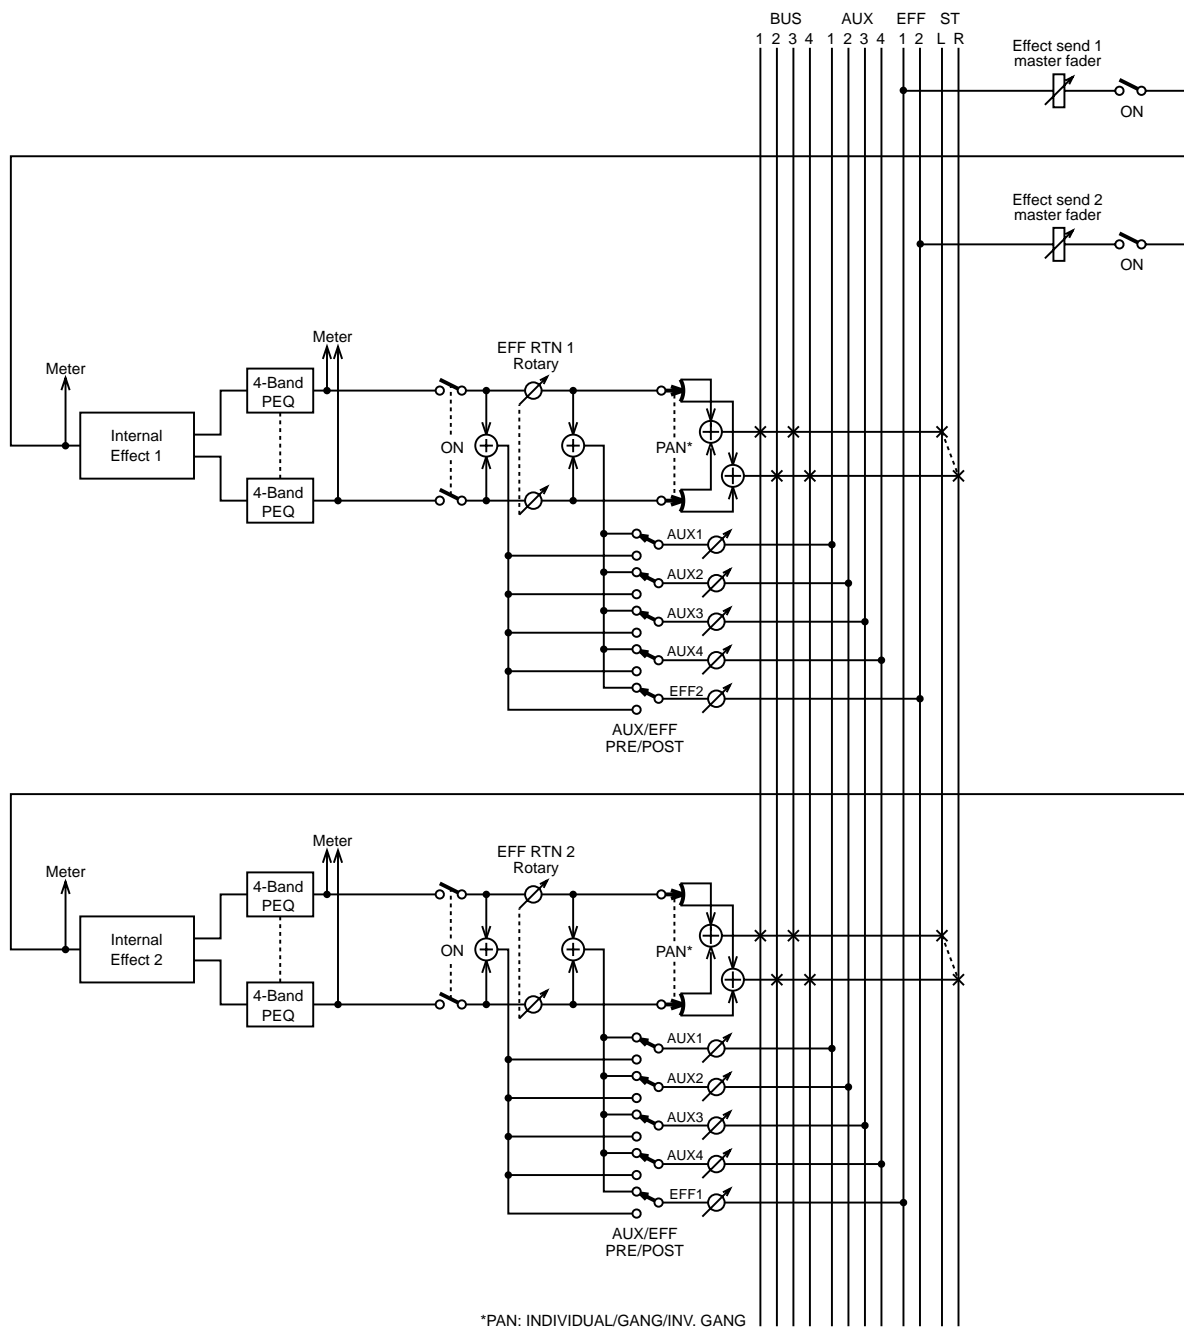 BUS AUX EFF ST
1 2 3 4 1 2 3 4 1 2 L R
Effect send 1
master fader
ON
Effect send 2
master fader
ON
Meter
Meter
EFF RTN 1
Rotary
4-Band
PEQ
Internal
Effect 1
ON
PAN*
4-Band
PEQ
AUX1
AUX2
AUX3
AUX4
EFF2
AUX/EFF
PRE/POST
Meter
Meter
EFF RTN 2
Rotary
4-Band
PEQ
Internal
Effect 2
ON
PAN*
4-Band
PEQ
AUX1
AUX2
AUX3
AUX4
EFF1
AUX/EFF
PRE/POST
*PAN: INDIVIDUAL/GANG/INV. GANG